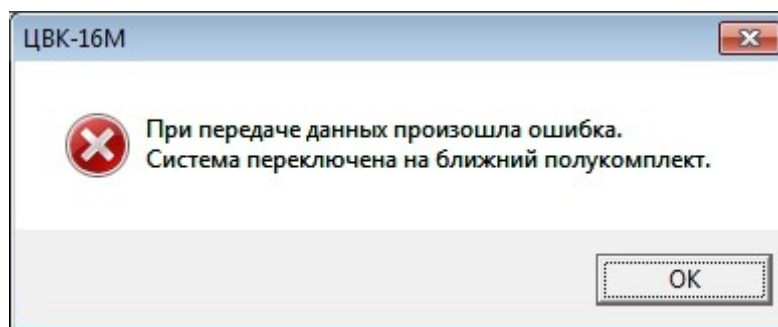 ЦВК-16М
При передаче данных произошла ошибка.
Система переключена на ближний полукомплект.
OK